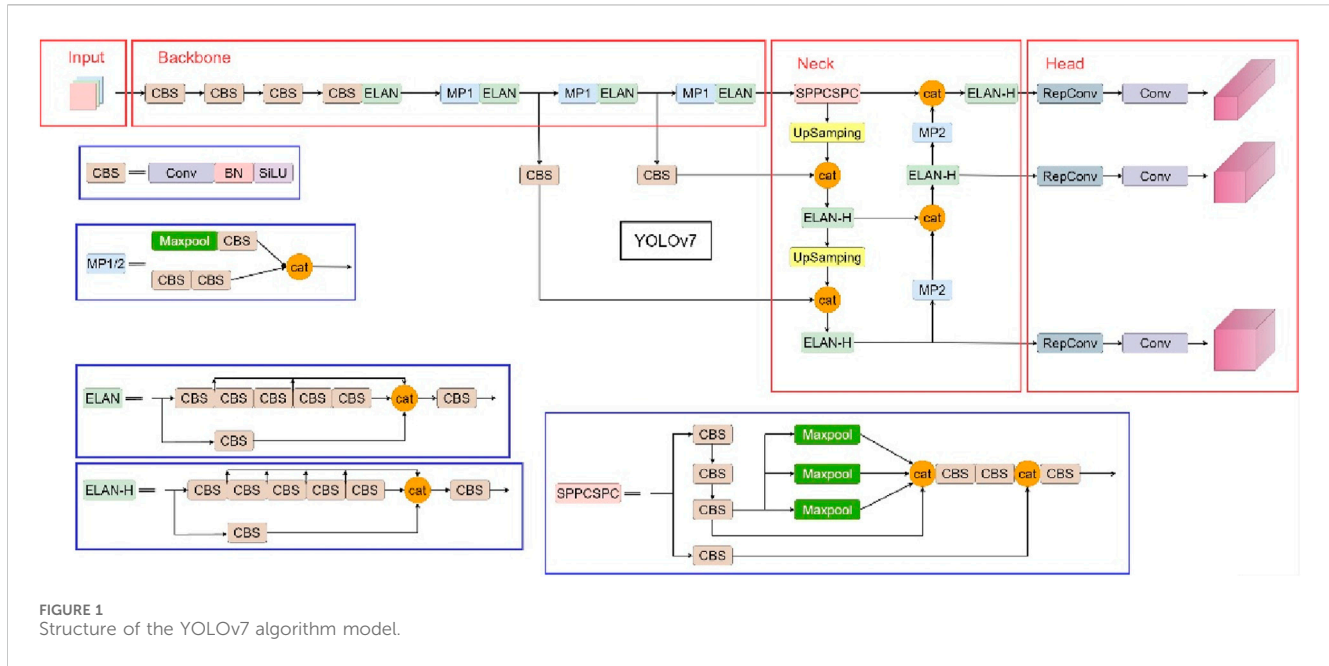 Input
Backbone
Neck
Head
CBS CBS CBS CBS ELAN MP1 ELAN MP1 ELAN MP1 ELAN SPPCSPC cat ELAN-H RepConv Conv
UpSamping MP2
CBS CBS cat ELAN-H RepConv Conv
CBS = Conv BN SiLU
ELAN-H cat
YOLOv7
Maxpool CBS
MP1/2 = cat
CBS CBS
UpSamping
cat MP2
ELAN-H RepConv Conv
ELAN = CBS CBS CBS CBS CBS cat CBS
CBS
ELAN-H = CBS CBS CBS CBS CBS cat CBS
CBS
CBS Maxpool
CBS Maxpool cat CBS CBS cat CBS
SPPCSPC =
CBS Maxpool
CBS
FIGURE 1
Structure of the YOLOv7 algorithm model.